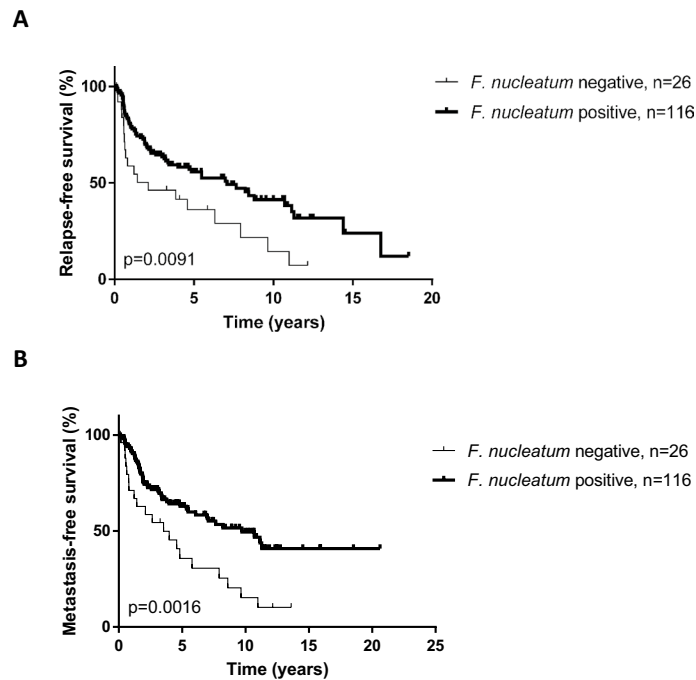 A
Relapse-free survival (%)
100
50
0
p=0.0091
0 5 10 15 20
Time (years)
F. nucleatum negative, n=26
F. nucleatum positive, n=116
B
Metastasis-free survival (%)
100
50
0
p=0.0016
0 5 10 15 20 25
Time (years)
F. nucleatum negative, n=26
F. nucleatum positive, n=116